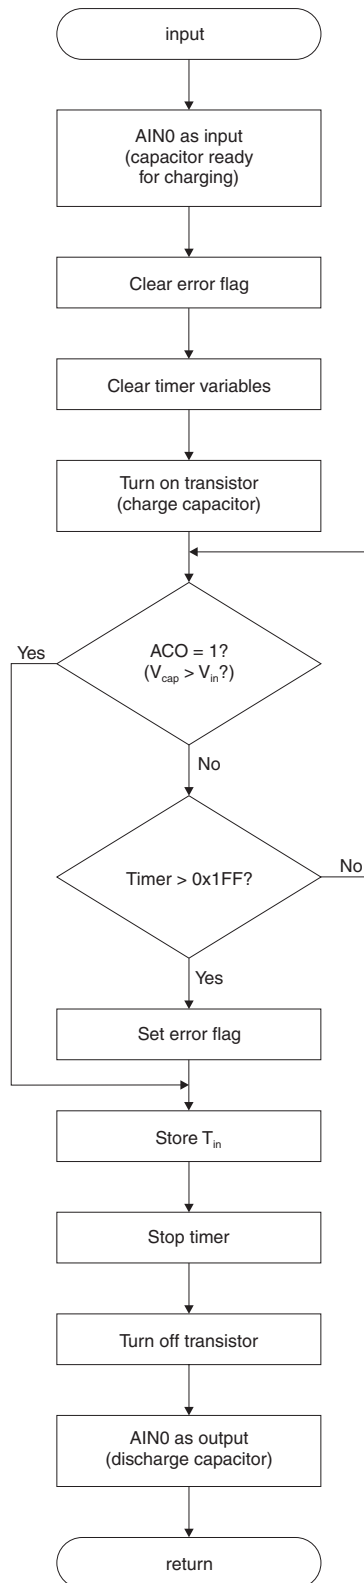 input
AIN0 as input
(capacitor ready
for charging)
Clear error flag
Clear timer variables
Turn on transistor
(charge capacitor)
ACO = 1?
(Vcap > Vin?)
Yes
No
Timer > 0x1FF?
No
Yes
Set error flag
Store Tin
Stop timer
Turn off transistor
AIN0 as output
(discharge capacitor)
return